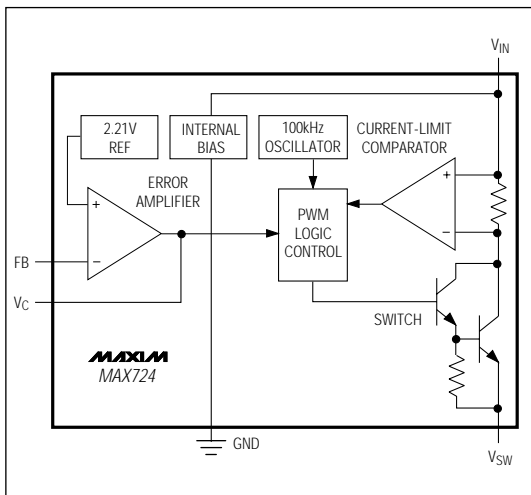 V_IN
2.21V
REF
INTERNAL
BIAS
100kHz
OSCILLATOR
CURRENT-LIMIT
COMPARATOR
+
−
ERROR
AMPLIFIER
+
−
PWM
LOGIC
CONTROL
FB
V_C
SWITCH
MAXIM
MAX724
GND
V_SW